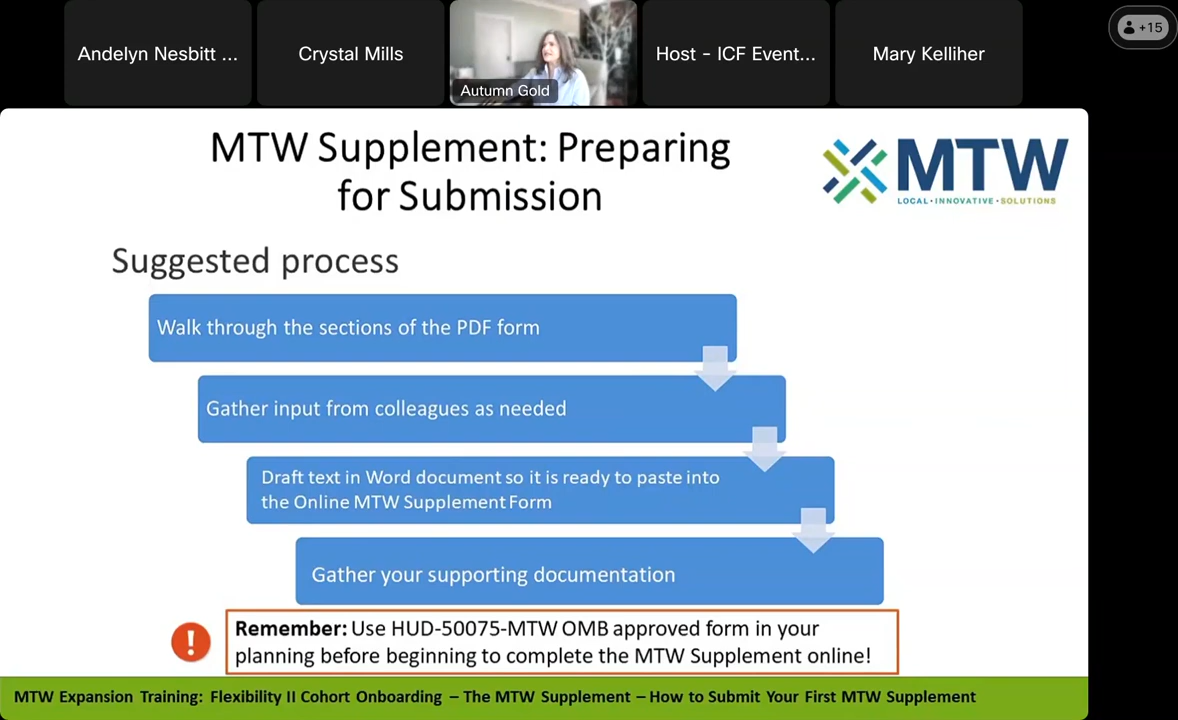 Andelyn Nesbitt ...
Crystal Mills
Autumn Gold
Host - ICF Event...
Mary Kelliher
+15
MTW Supplement: Preparing
for Submission
MTW
LOCAL • INNOVATIVE • SOLUTIONS
Suggested process
Walk through the sections of the PDF form
Gather input from colleagues as needed
Draft text in Word document so it is ready to paste into
the Online MTW Supplement Form
Gather your supporting documentation
!
Remember: Use HUD-50075-MTW OMB approved form in your
planning before beginning to complete the MTW Supplement online!
MTW Expansion Training: Flexibility II Cohort Onboarding – The MTW Supplement – How to Submit Your First MTW Supplement